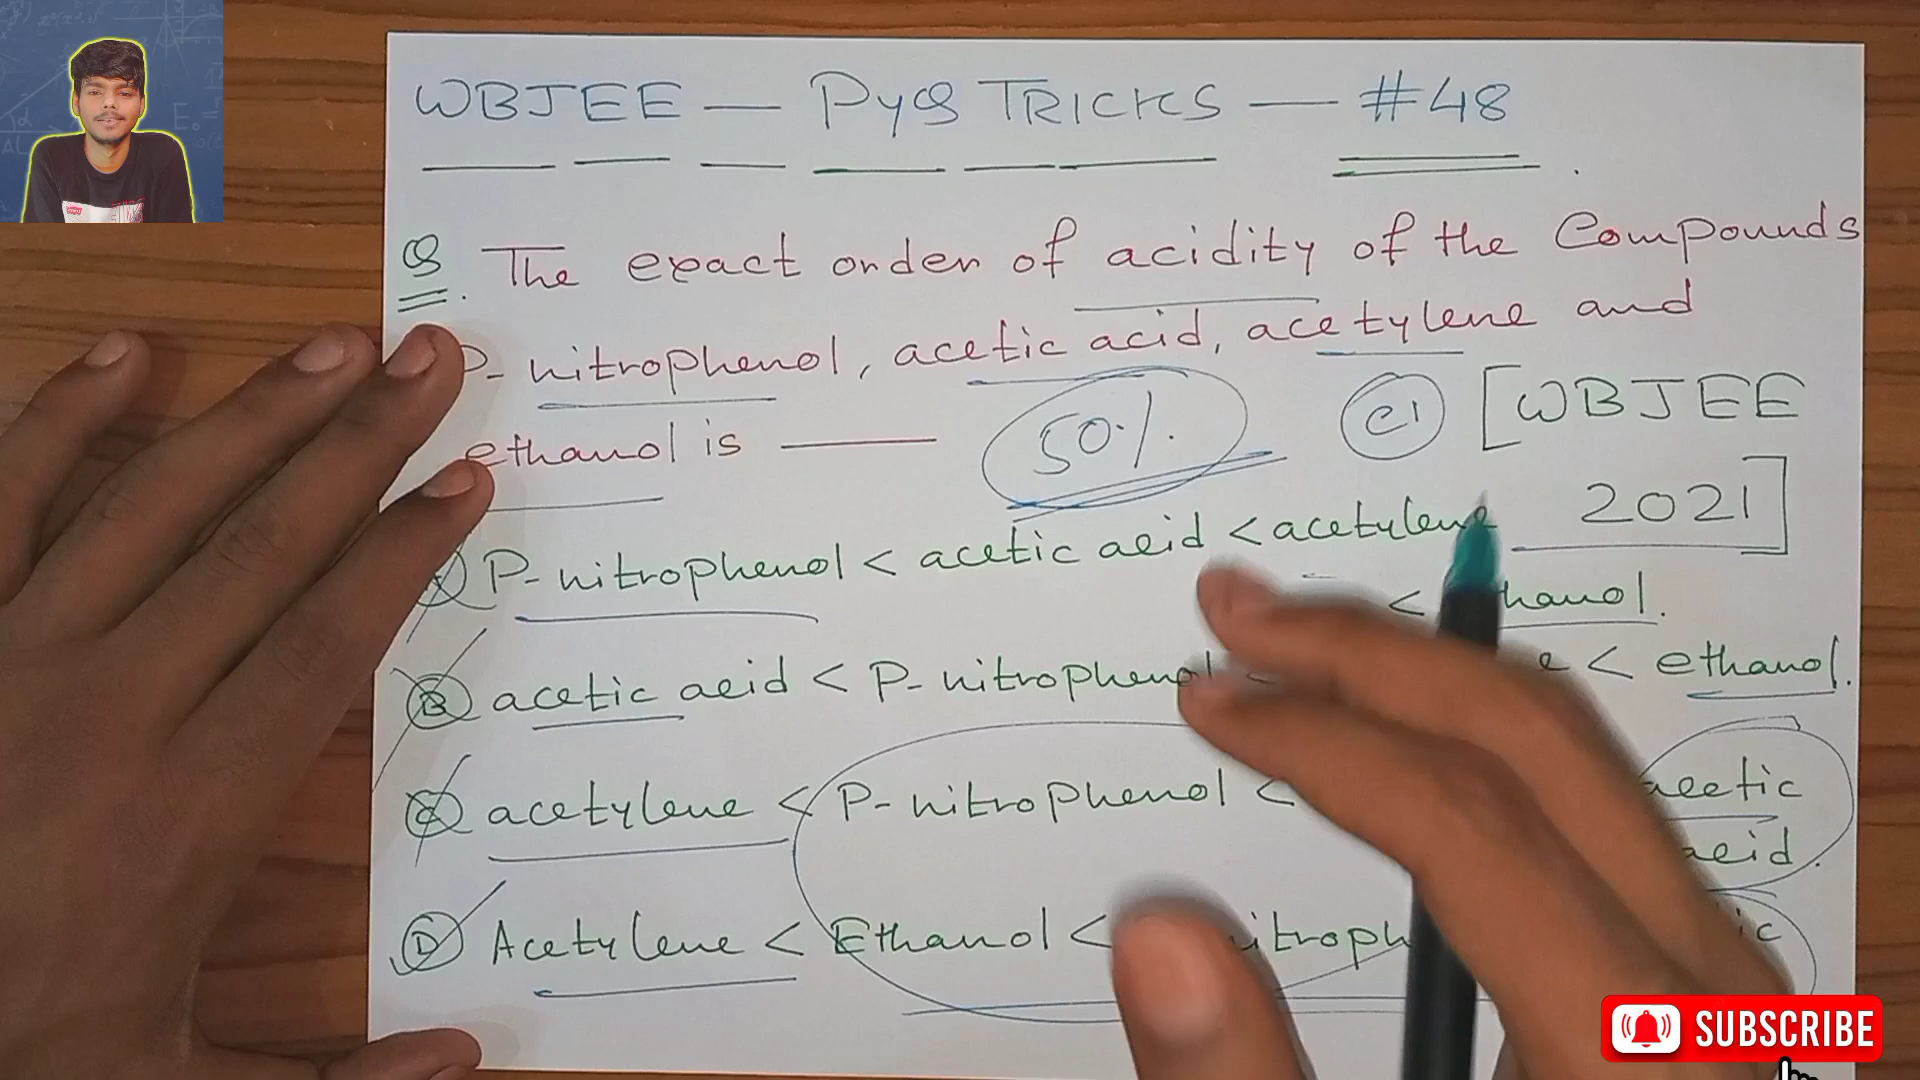 WBJEE — PYQ TRICKS — #48
Q. The exact order of acidity of the Compounds
P-nitrophenol, acetic acid, acetylene and
ethanol is
50%
[WBJEE
2021]
P-nitrophenol < acetic acid < acetylene
<
(B) acetic acid < P-nitrophenol < ethanol.
(C) acetylene < P-nitrophenol < acetic
acid.
(D) Acetylene < Ethanol <
SUBSCRIBE